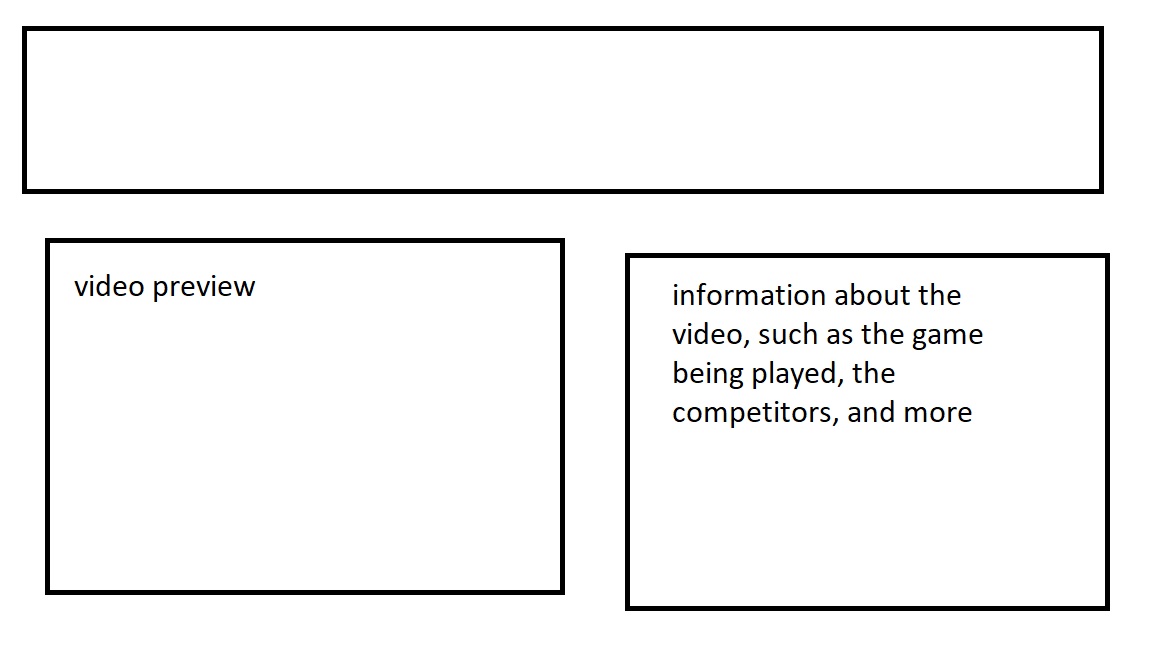 video preview
information about the
video, such as the game
being played, the
competitors, and more